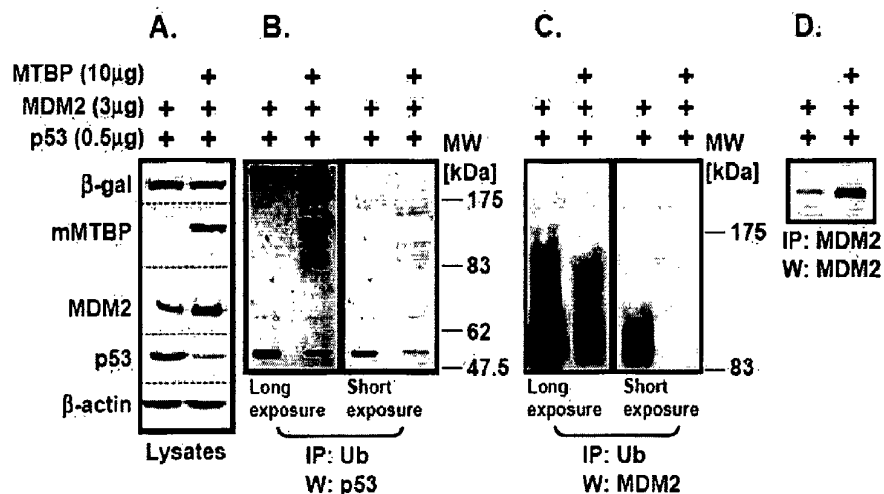 A. B. C. D.
MTBP (10μg) + + + + + +
MDM2 (3μg) + + + + + + + + + + + +
p53 (0.5μg) + + + + + + + + + + + +
MW [kDa]
MW [kDa]
β-gal
mMTBP
MDM2
p53
β-actin
175
83
62
47.5
175
83
Lysates
Long exposure
Short exposure
IP: Ub
W: p53
Long exposure
Short exposure
IP: Ub
W: MDM2
IP: MDM2
W: MDM2